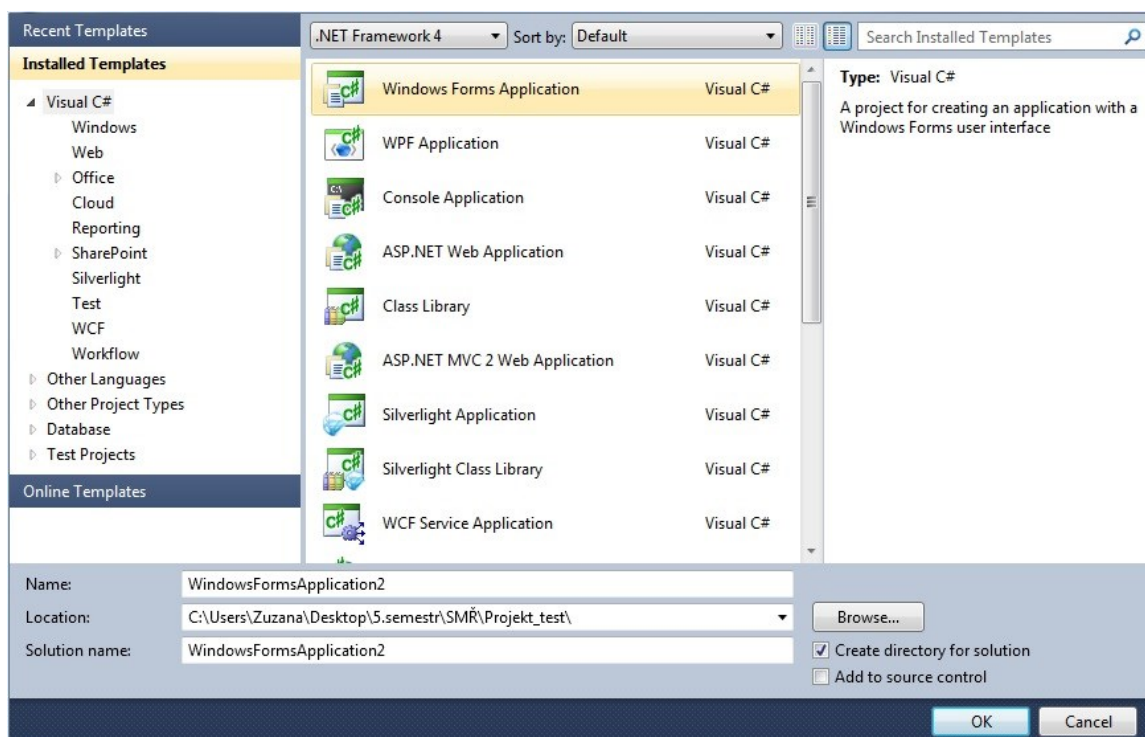 Recent Templates
Installed Templates
Visual C#
Windows
Web
Office
Cloud
Reporting
SharePoint
Silverlight
Test
WCF
Workflow
Other Languages
Other Project Types
Database
Test Projects
Online Templates
.NET Framework 4 Sort by: Default
Windows Forms Application Visual C#
WPF Application Visual C#
Console Application Visual C#
ASP.NET Web Application Visual C#
Class Library Visual C#
ASP.NET MVC 2 Web Application Visual C#
Silverlight Application Visual C#
Silverlight Class Library Visual C#
WCF Service Application Visual C#
Search Installed Templates
Type: Visual C#
A project for creating an application with a
Windows Forms user interface
Name: WindowsFormsApplication2
Location: C:\Users\Zuzana\Desktop\5.semestr\SMŘ\Projekt_test\ Browse...
Solution name: WindowsFormsApplication2
Create directory for solution
Add to source control
OK Cancel